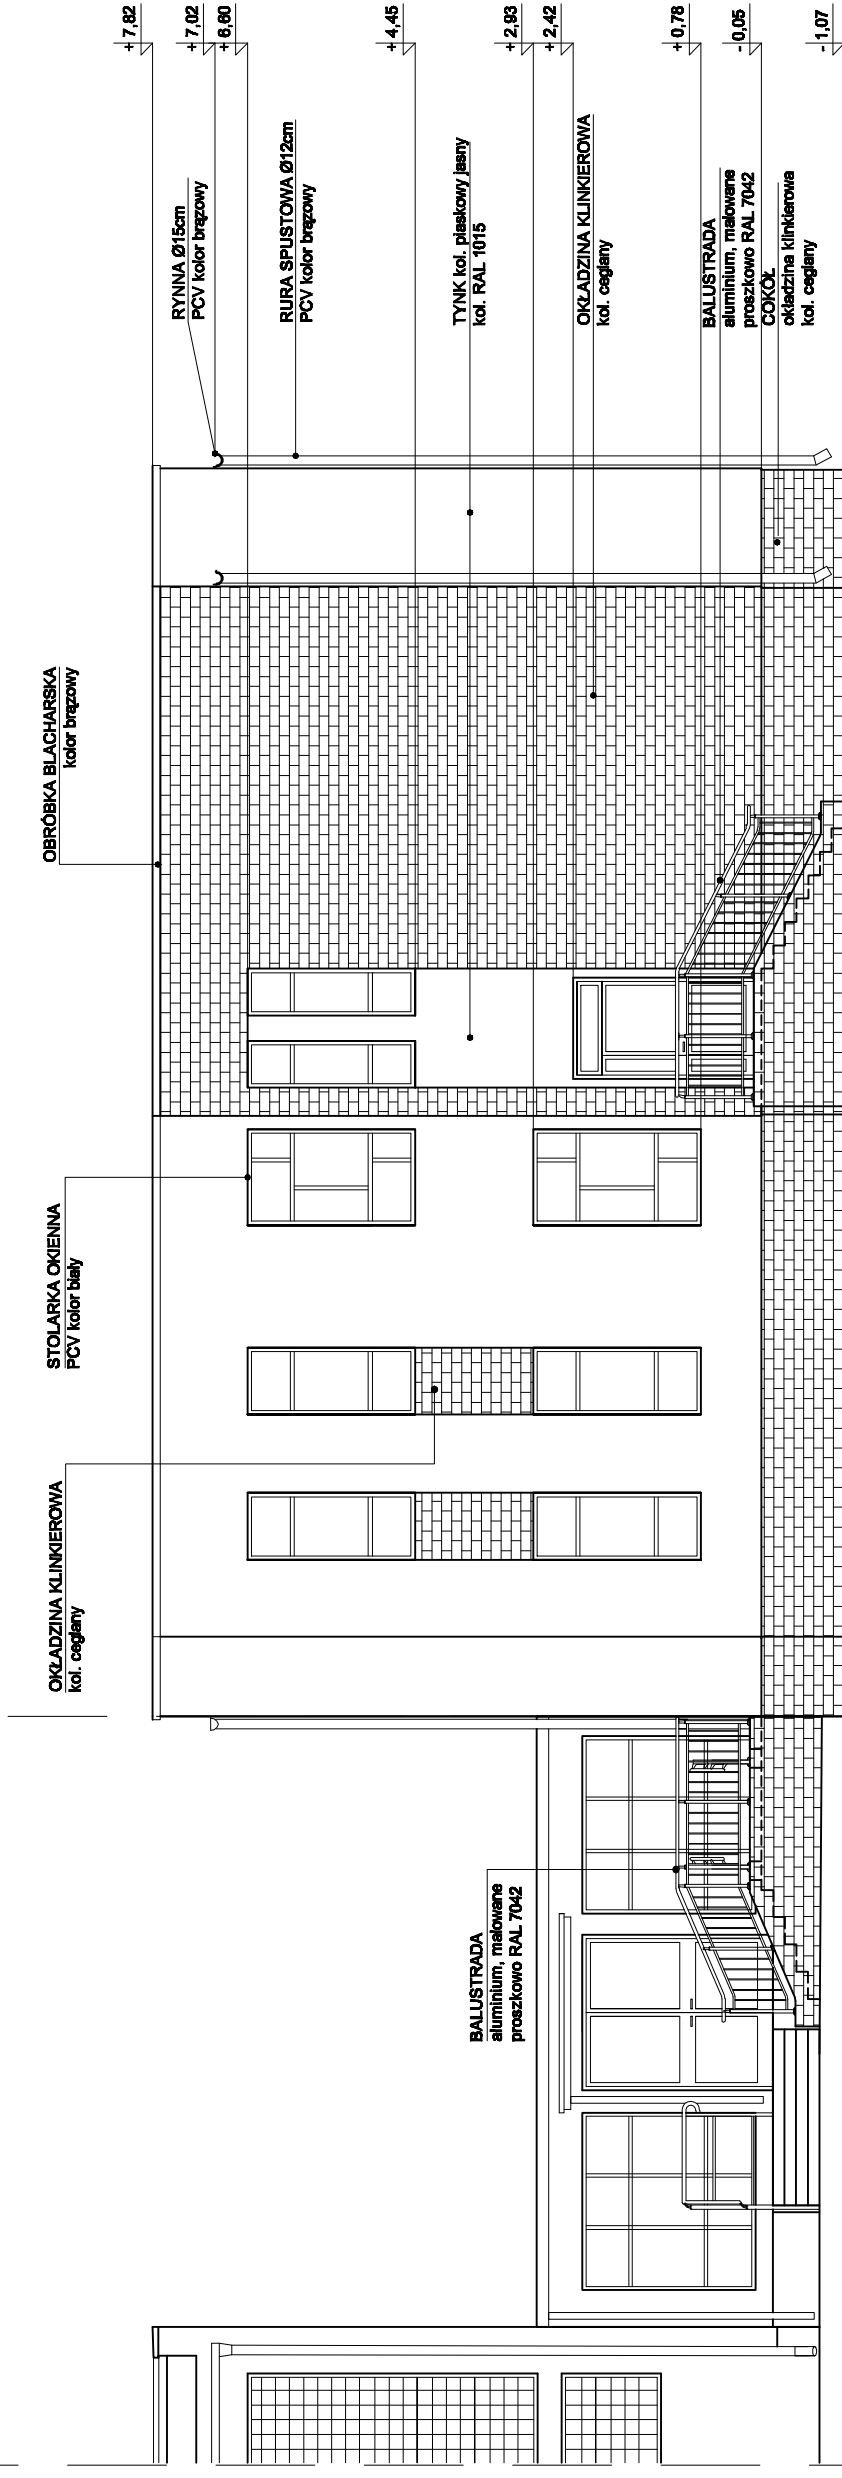 OKŁADZINA KLINKIEROWA
kol. ceglany
STOLARKA OKIENNA
PCV kolor biały
OBRÓBKA BLACHARSKA
kolor brązowy
RYNNA Ø15cm
PCV kolor brązowy
RURA SPUSTOWA Ø12cm
PCV kolor brązowy
TYNK kol. piaskowy jasny
kol. RAL 1015
OKŁADZINA KLINKIEROWA
kol. ceglany
BALUSTRADA
aluminium, malowane
proszkowo RAL 7042
COKÓŁ
okładzina klinkierowa
kol. ceglany
BALUSTRADA
aluminium, malowane
proszkowo RAL 7042
+ 7,82
+ 7,02
+ 6,60
+ 4,45
+ 2,93
+ 2,42
+ 0,78
- 0,05
- 1,07